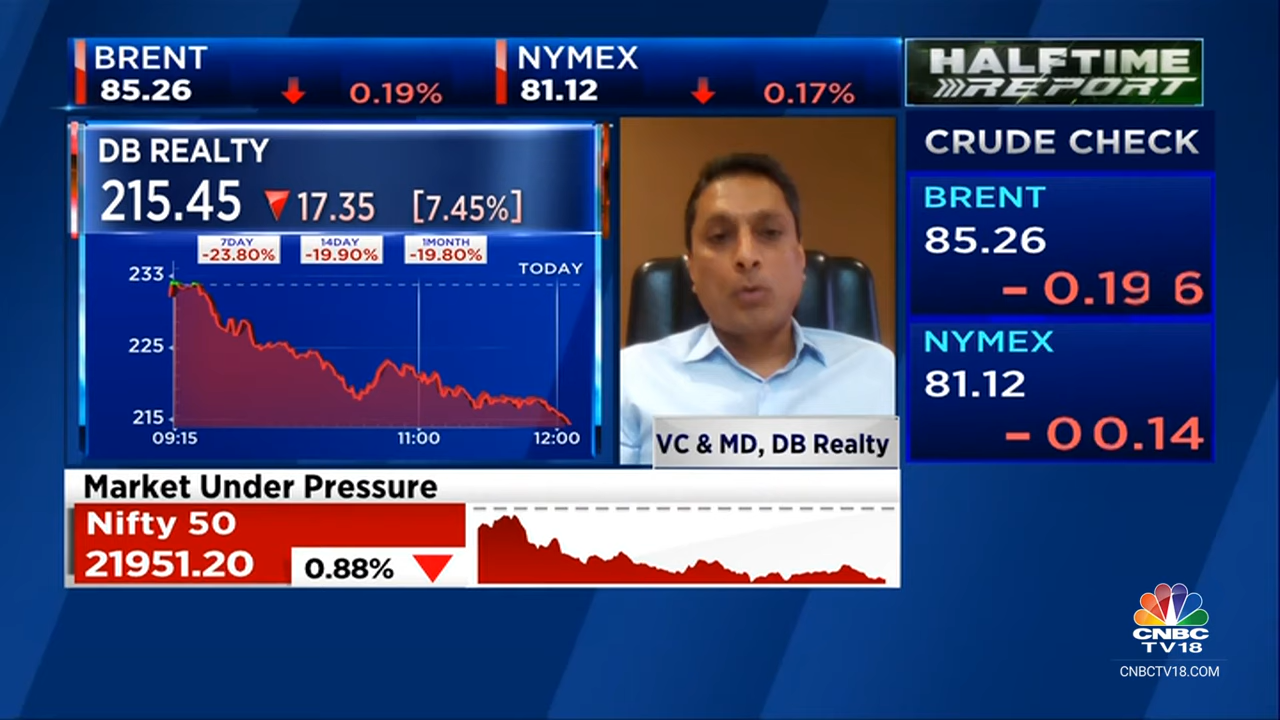 BRENT
85.26 0.19%
NYMEX
81.12 0.17%
HALFTIME
REPORT
DB REALTY
215.45 17.35 [7.45%]
7DAY
-23.80%
14DAY
-19.90%
1MONTH
-19.80%
TODAY
233
225
215
09:15 11:00 12:00
VC & MD, DB Realty
CRUDE CHECK
BRENT
85.26
- 0.19 6
NYMEX
81.12
- 0 0.14
Market Under Pressure
Nifty 50
21951.20 0.88%
CNBC
TV18
CNBCTV18.COM